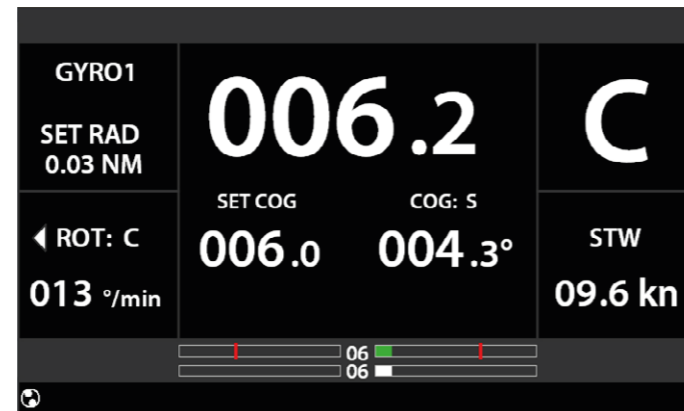 GYRO1
SET RAD
0.03 NM
006.2
C
SET COG
COG: S
006.0
004.3°
ROT: C
013 °/min
STW
09.6 kn
06
06